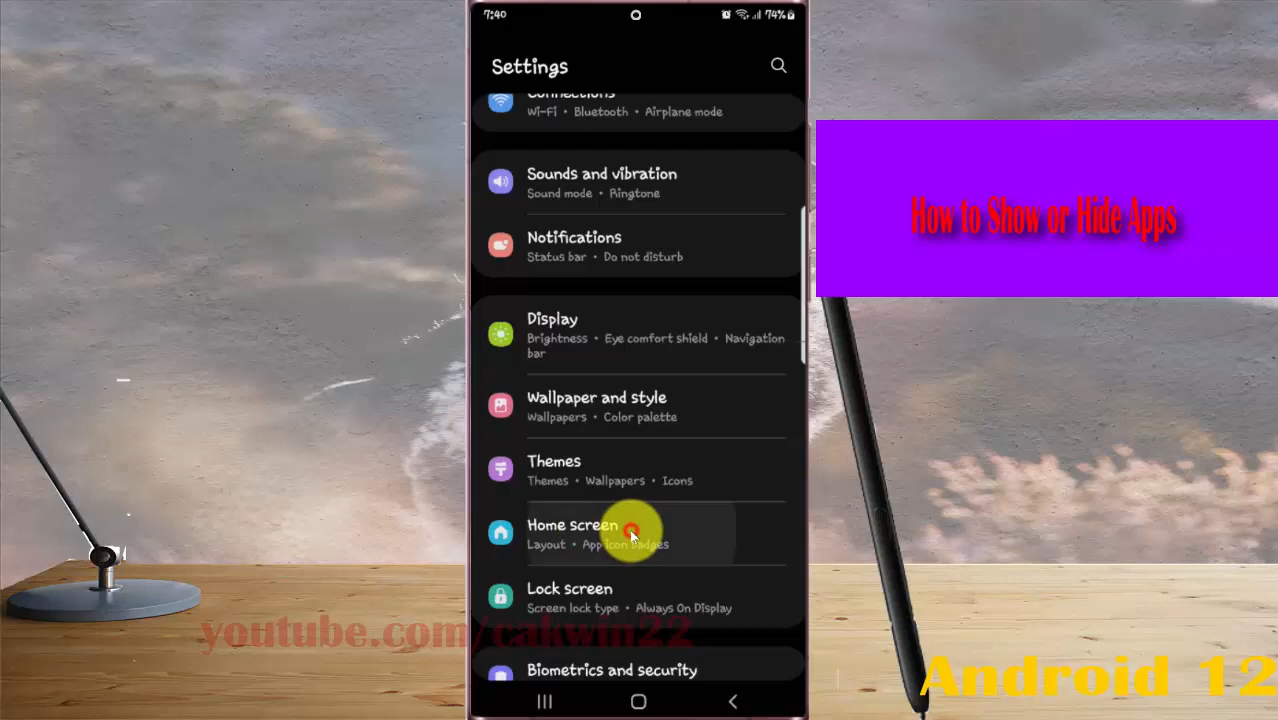 7:40
74%
Settings
Connections
Wi-Fi • Bluetooth • Airplane mode
Sounds and vibration
Sound mode • Ringtone
Notifications
Status bar • Do not disturb
Display
Brightness • Eye comfort shield • Navigation
bar
Wallpaper and style
Wallpapers • Color palette
Themes
Themes • Wallpapers • Icons
Home screen
Layout • App icon badges
Lock screen
Screen lock type • Always On Display
Biometrics and security
How to Show or Hide Apps
youtube.com/cakwin22
Android 12